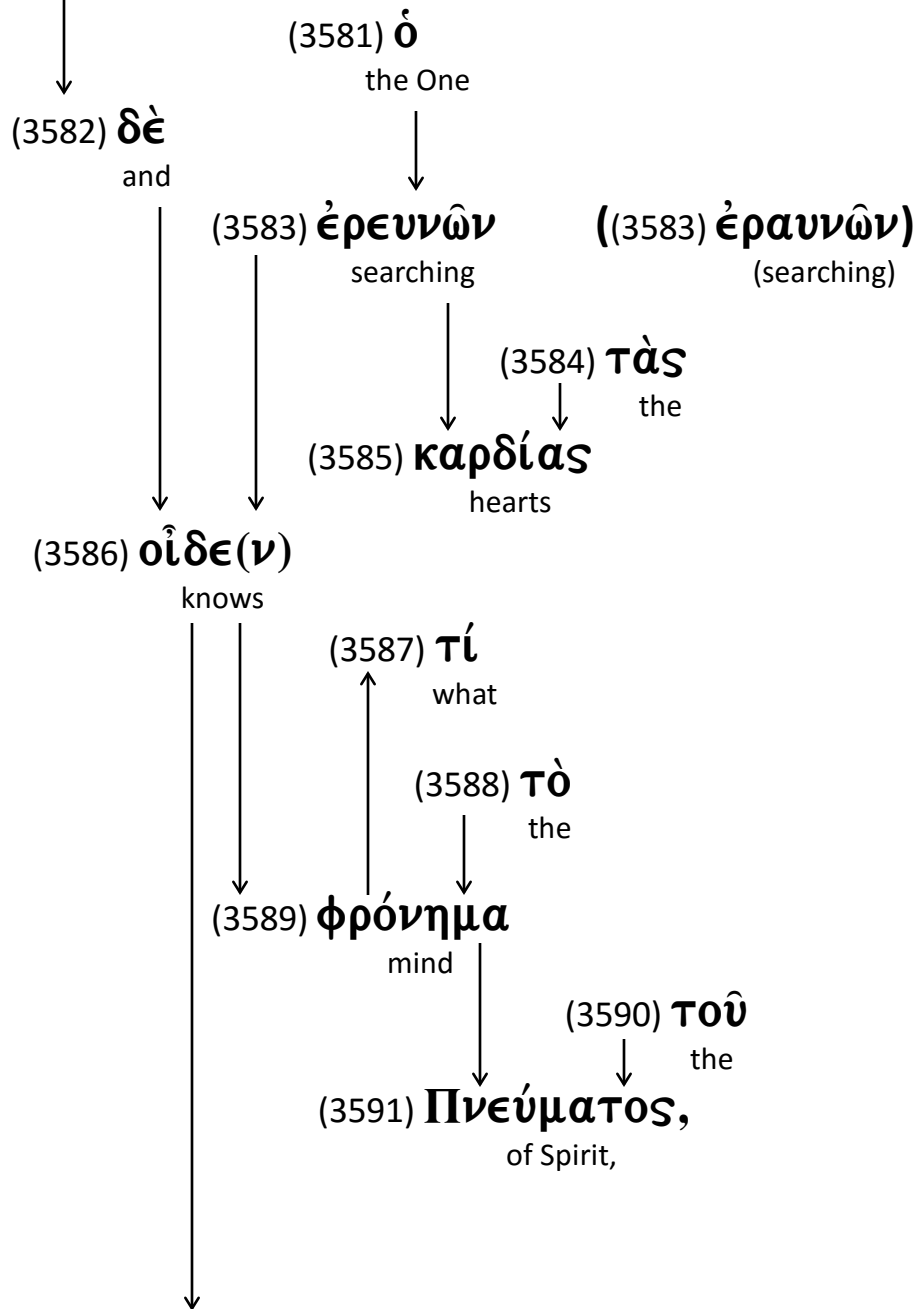 (3581) ὁ
the One
(3582) δὲ
and
(3583) ἐρευνῶν ((3583) ἐραυνῶν)
searching (searching)
(3584) τὰς
the
(3585) καρδίας
hearts
(3586) οἶδε(ν)
knows
(3587) τί
what
(3588) τὸ
the
(3589) φρόνημα
mind
(3590) τοῦ
the
(3591) Πνεύματος,
of Spirit,